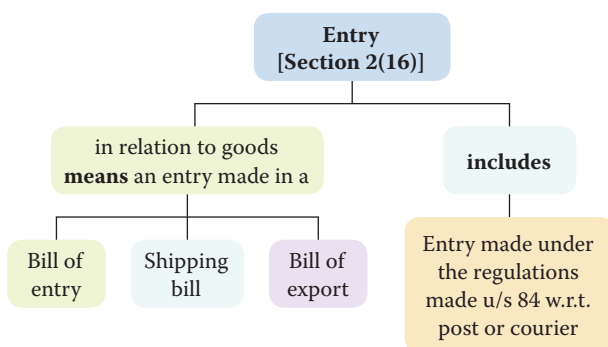 Entry
[Section 2(16)]
in relation to goods
means an entry made in a
includes
Bill of
entry
Shipping
bill
Bill of
export
Entry made under
the regulations
made u/s 84 w.r.t.
post or courier